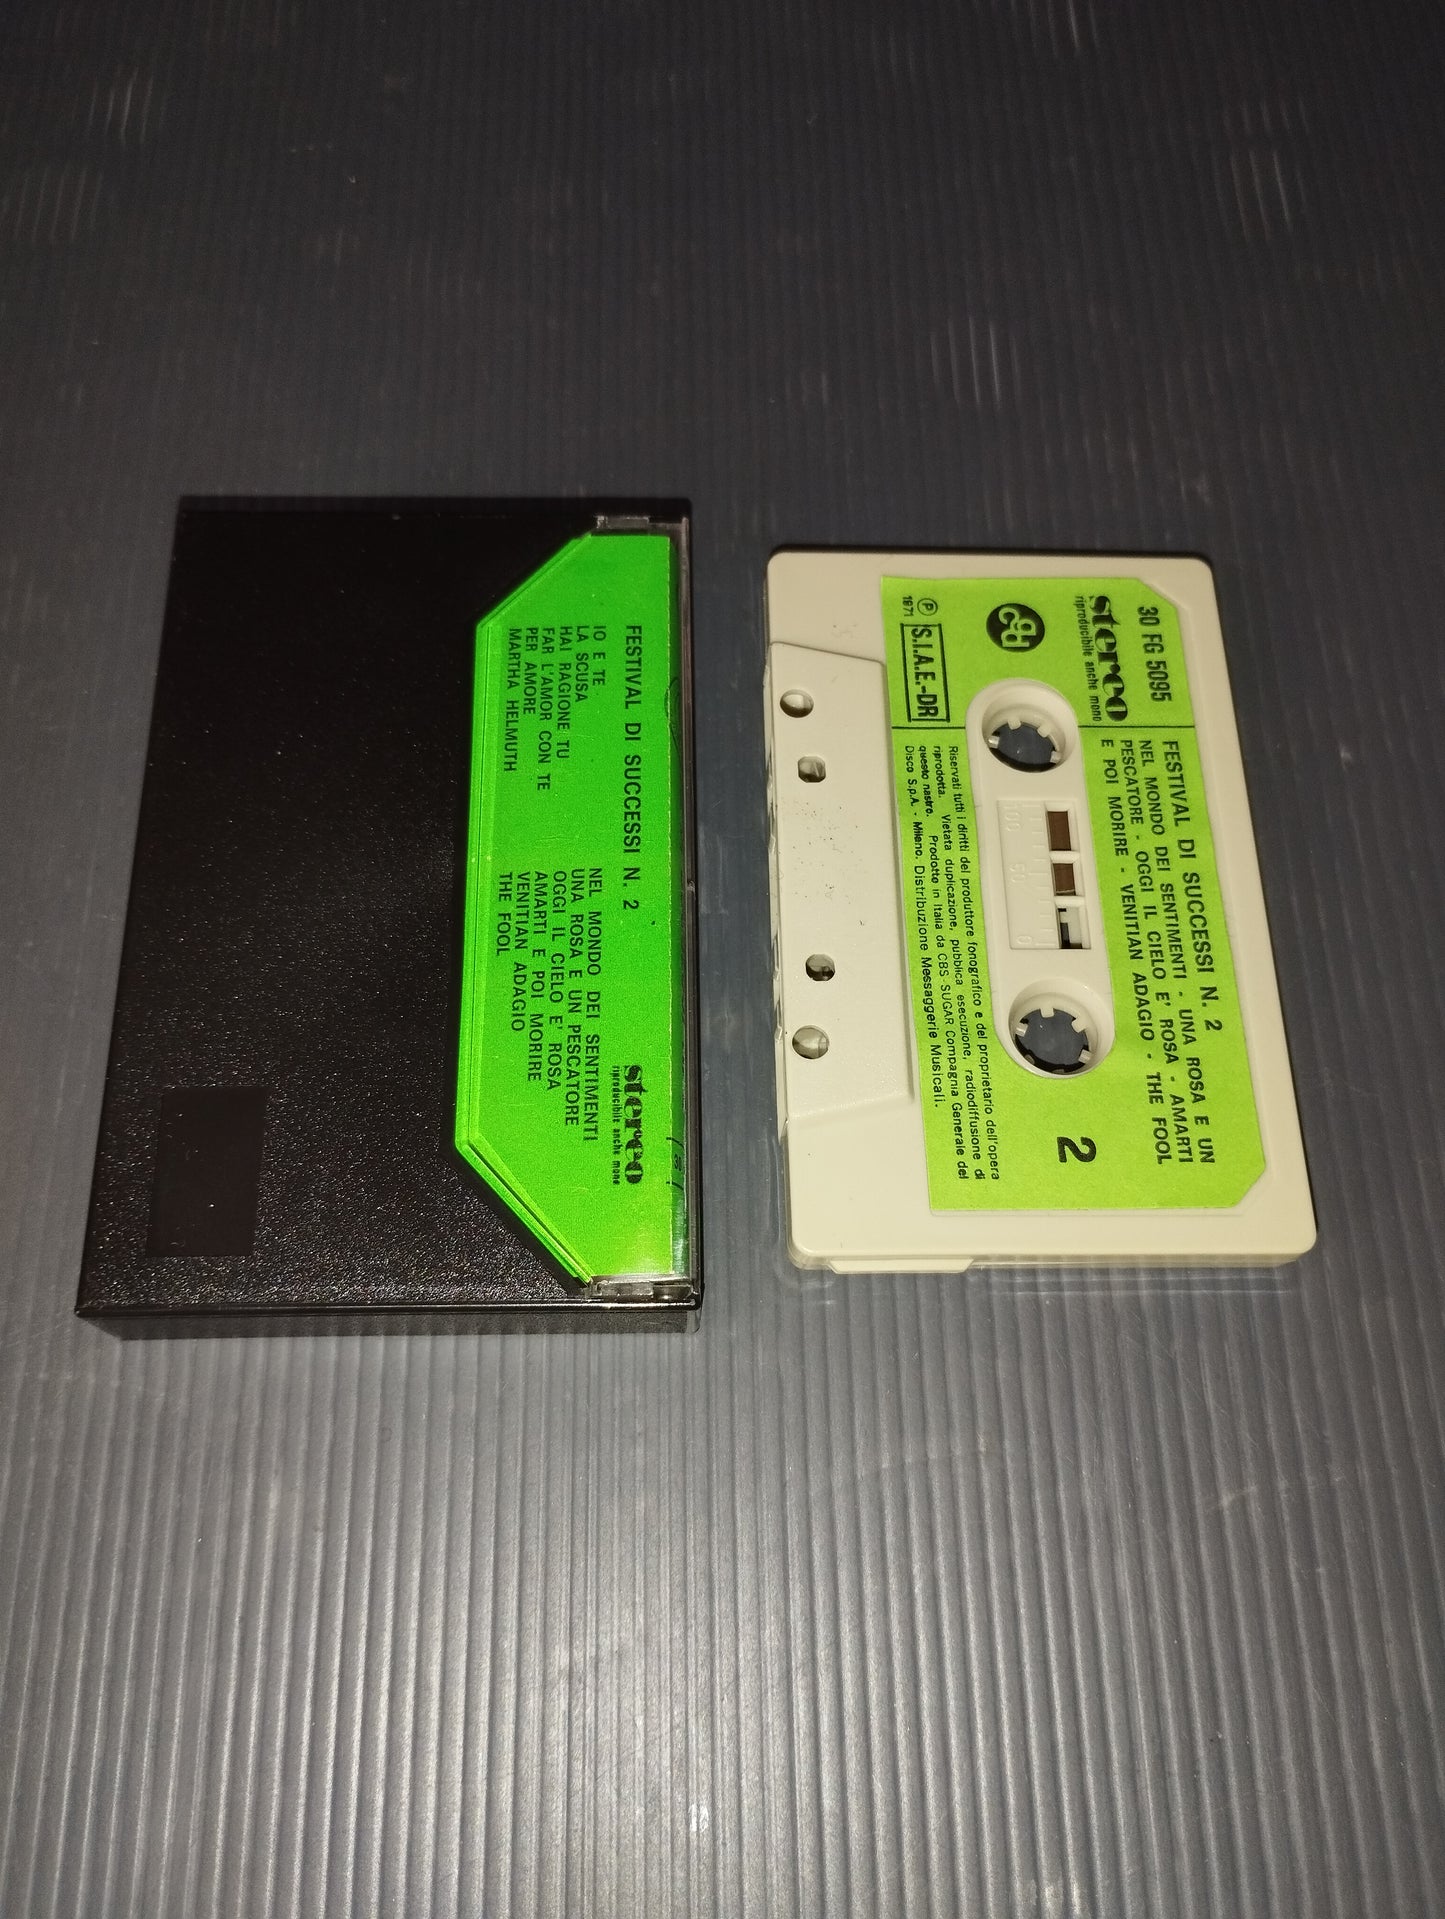 FESTIVAL DI SUCCESSI N. 2
IO E TE
LA SCUSA
HAI RAGIONE TU
FAR L'AMOR CON TE
PER AMORE
MARTHA HELMUTH
NEL MONDO DEI SENTIMENTI
UNA ROSA E UN PESCATORE
OGGI IL CIELO E' ROSA
AMARTI E POI MORIRE
VENITIAN ADAGIO
THE FOOL
stereo
riproducibile anche mono
30 FG 5095
stereo
riproducibile anche mono
P
1971
S.I.A.E.-DR
FESTIVAL DI SUCCESSI N. 2
NEL MONDO DEI SENTIMENTI - UNA ROSA E UN
PESCATORE - OGGI IL CIELO E' ROSA - AMARTI
E POI MORIRE - VENITIAN ADAGIO - THE FOOL
2
100 50 0
Riservati tutti i diritti del produttore fonografico e del proprietario dell'opera
riprodotta. Vietata duplicazione, pubblica esecuzione, radiodiffusione di
questo nastro. Prodotto in Italia da CBS-SUGAR Compagnia Generale del
Disco S.p.A. - Milano. Distribuzione Messaggerie Musicali.